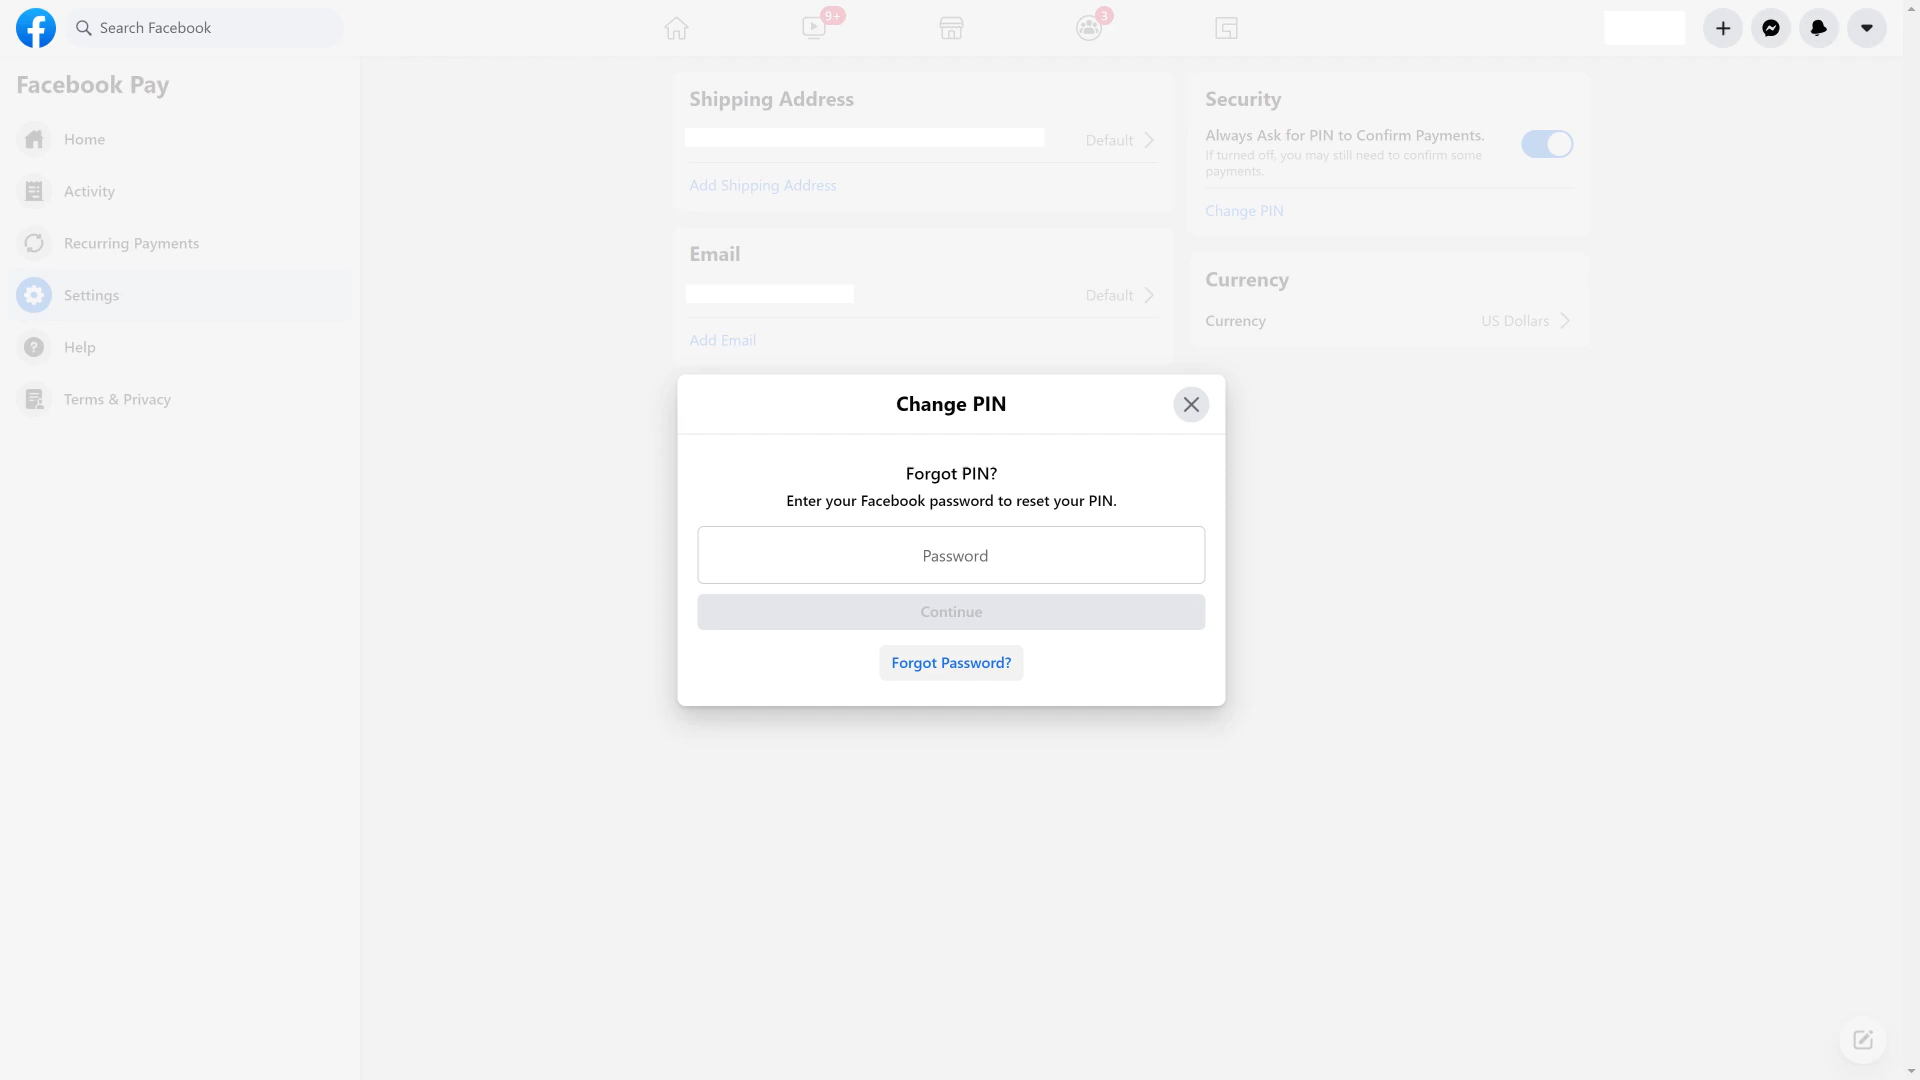 Search Facebook
9+
3
Facebook Pay
Home
Activity
Recurring Payments
Settings
Help
Terms & Privacy
Shipping Address
Default
Add Shipping Address
Email
Default
Add Email
Security
Always Ask for PIN to Confirm Payments.
If turned off, you may still need to confirm some
payments.
Change PIN
Currency
Currency
US Dollars
Change PIN
Forgot PIN?
Enter your Facebook password to reset your PIN.
Password
Continue
Forgot Password?